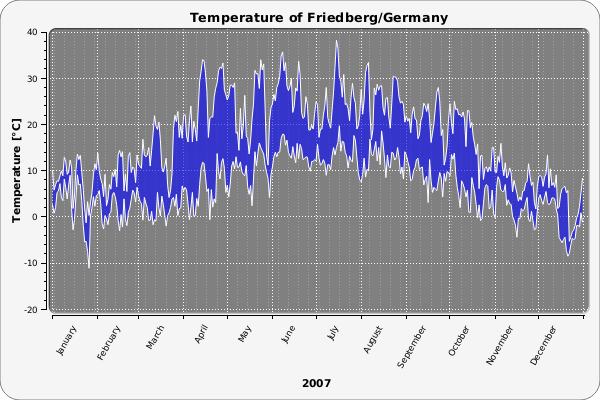 Temperature of Friedberg/Germany
Temperature [°C]
40
30
20
10
0
-10
-20
January
February
March
April
May
June
July
August
September
October
November
December
2007